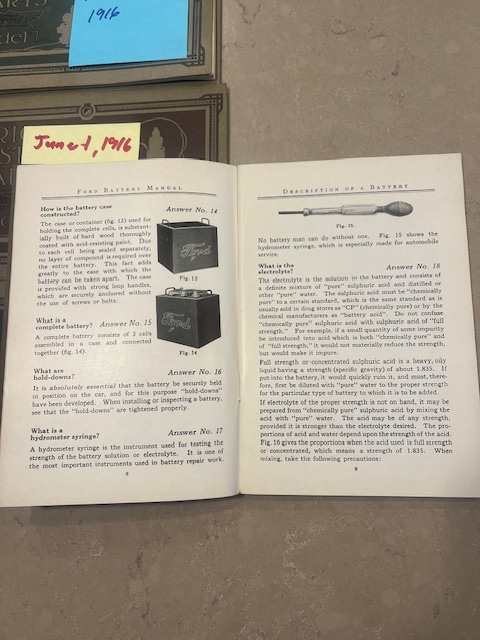 ARTS
1916
del T
June 1, 1916
FORD BATTERY MANUAL
How is the battery case
constructed? Answer No. 14
The case or container (fig. 13) used for
holding the complete cells, is substant-
ially built of hard wood thoroughly
coated with acid-resisting paint. Due
to each cell being sealed separately,
no layer of compound is required over
the entire battery. This fact adds
greatly to the ease with which the
battery can be taken apart. The case
is provided with strong loop handles,
which are securely anchored without
the use of screws or bolts.
Ford
Fig. 13
What is a
complete battery? Answer No. 15
A complete battery consists of 3 cells
assembled in a case and connected
together (fig. 14).
Ford
Fig. 14
What are
hold-downs? Answer No. 16
It is absolutely essential that the battery be securely held
in position on the car, and for this purpose "hold-downs"
have been developed. When installing or inspecting a battery,
see that the "hold-downs" are tightened properly.
What is a
hydrometer syringe? Answer No. 17
A hydrometer syringe is the instrument used for testing the
strength of the battery solution or electrolyte. It is one of
the most important instruments used in battery repair work.
8
DESCRIPTION OF A BATTERY
Fig. 15.
No battery man can do without one. Fig. 15 shows the
hydrometer syringe, which is especially made for automobile
service.
What is the
electrolyte? Answer No. 18
The electrolyte is the solution in the battery and consists of
a definite mixture of "pure" sulphuric acid and distilled or
other "pure" water. The sulphuric acid must be "chemically
pure" to a certain standard, which is the same standard as is
usually sold in drug stores as "CP" (chemically pure) or by the
chemical manufacturers as "battery acid". Do not confuse
"chemically pure" sulphuric acid with sulphuric acid of "full
strength." For example, if a small quantity of some impurity
be introduced into acid which is both "chemically pure" and
of "full strength," it would not materially reduce the strength,
but would make it impure.
Full strength or concentrated sulphuric acid is a heavy, oily
liquid having a strength (specific gravity) of about 1.835. If
put into the battery, it would quickly ruin it, and must, there-
fore, first be diluted with "pure" water to the proper strength
for the particular type of battery to which it is to be added.
If electrolyte of the proper strength is not on hand, it may be
prepared from "chemically pure" sulphuric acid by mixing the
acid with "pure" water. The acid may be of any strength,
provided it is stronger than the electrolyte desired. The pro-
portions of acid and water depend upon the strength of the acid.
Fig. 16 gives the proportions when the acid used is full strength
or concentrated, which means a strength of 1.835. When
mixing, take the following precautions:
9